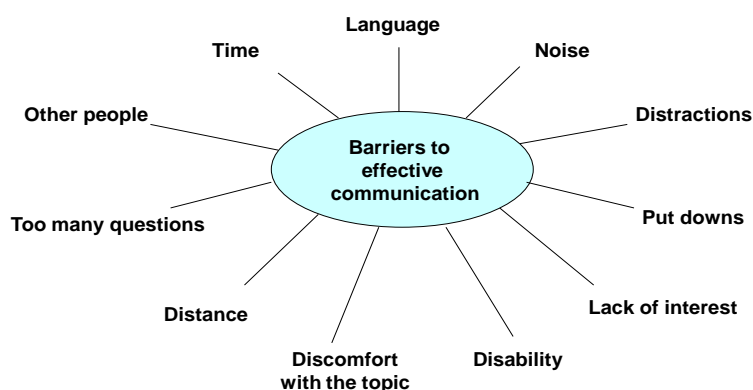 Language
Time
Noise
Other people
Distractions
Barriers to
effective
communication
Too many questions
Put downs
Distance
Lack of interest
Discomfort
with the topic
Disability